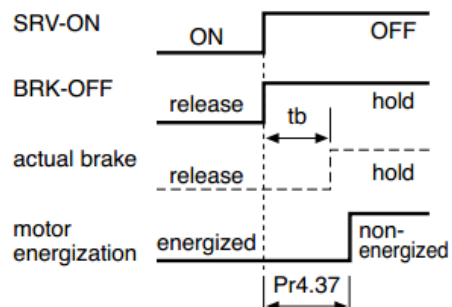 SRV-ON ON OFF
BRK-OFF release tb hold
actual brake release hold
motor
energization energized non-
energized
Pr4.37